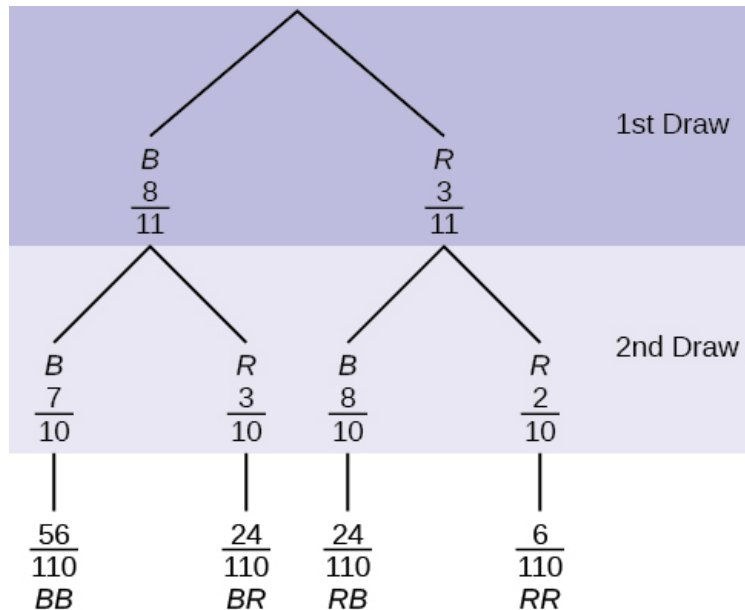 1st Draw
B R
8/11 3/11
2nd Draw
B R B R
7/10 3/10 8/10 2/10
56/110 24/110 24/110 6/110
BB BR RB RR